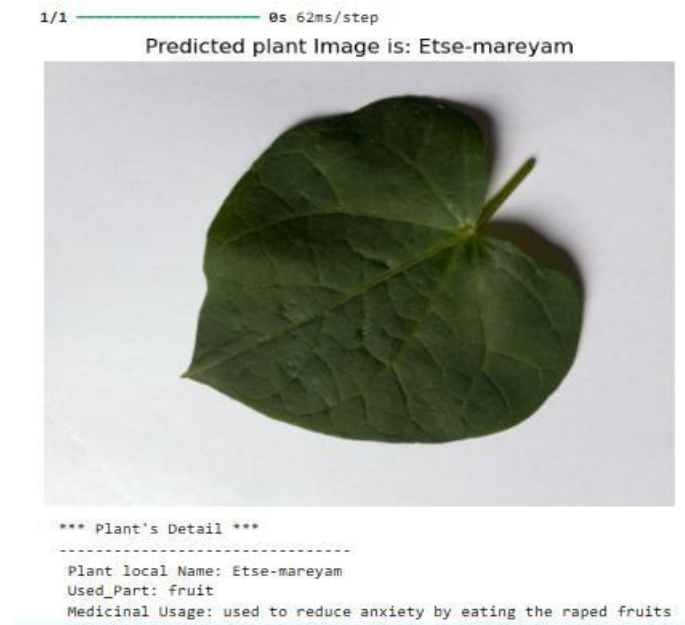 1/1 ━━━━━━━━━━━━━━━━━━━━ 0s 62ms/step
Predicted plant Image is: Etse-mareyam
*** Plant's Detail ***
--------------------------------
Plant local Name: Etse-mareyam
Used_Part: fruit
Medicinal Usage: used to reduce anxiety by eating the raped fruits